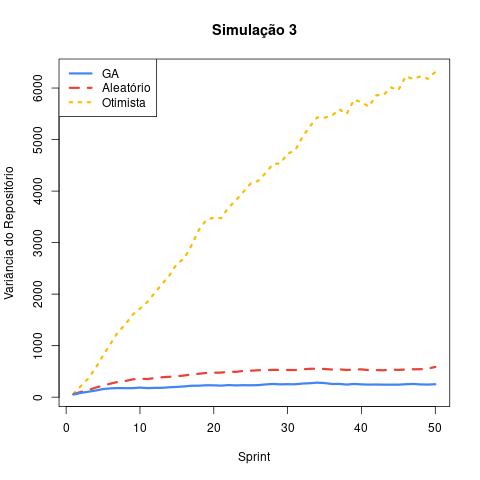 Simulação 3
GA
Aleatório
Otimista
Variância do Repositório
6000
5000
4000
3000
2000
1000
0
0 10 20 30 40 50
Sprint